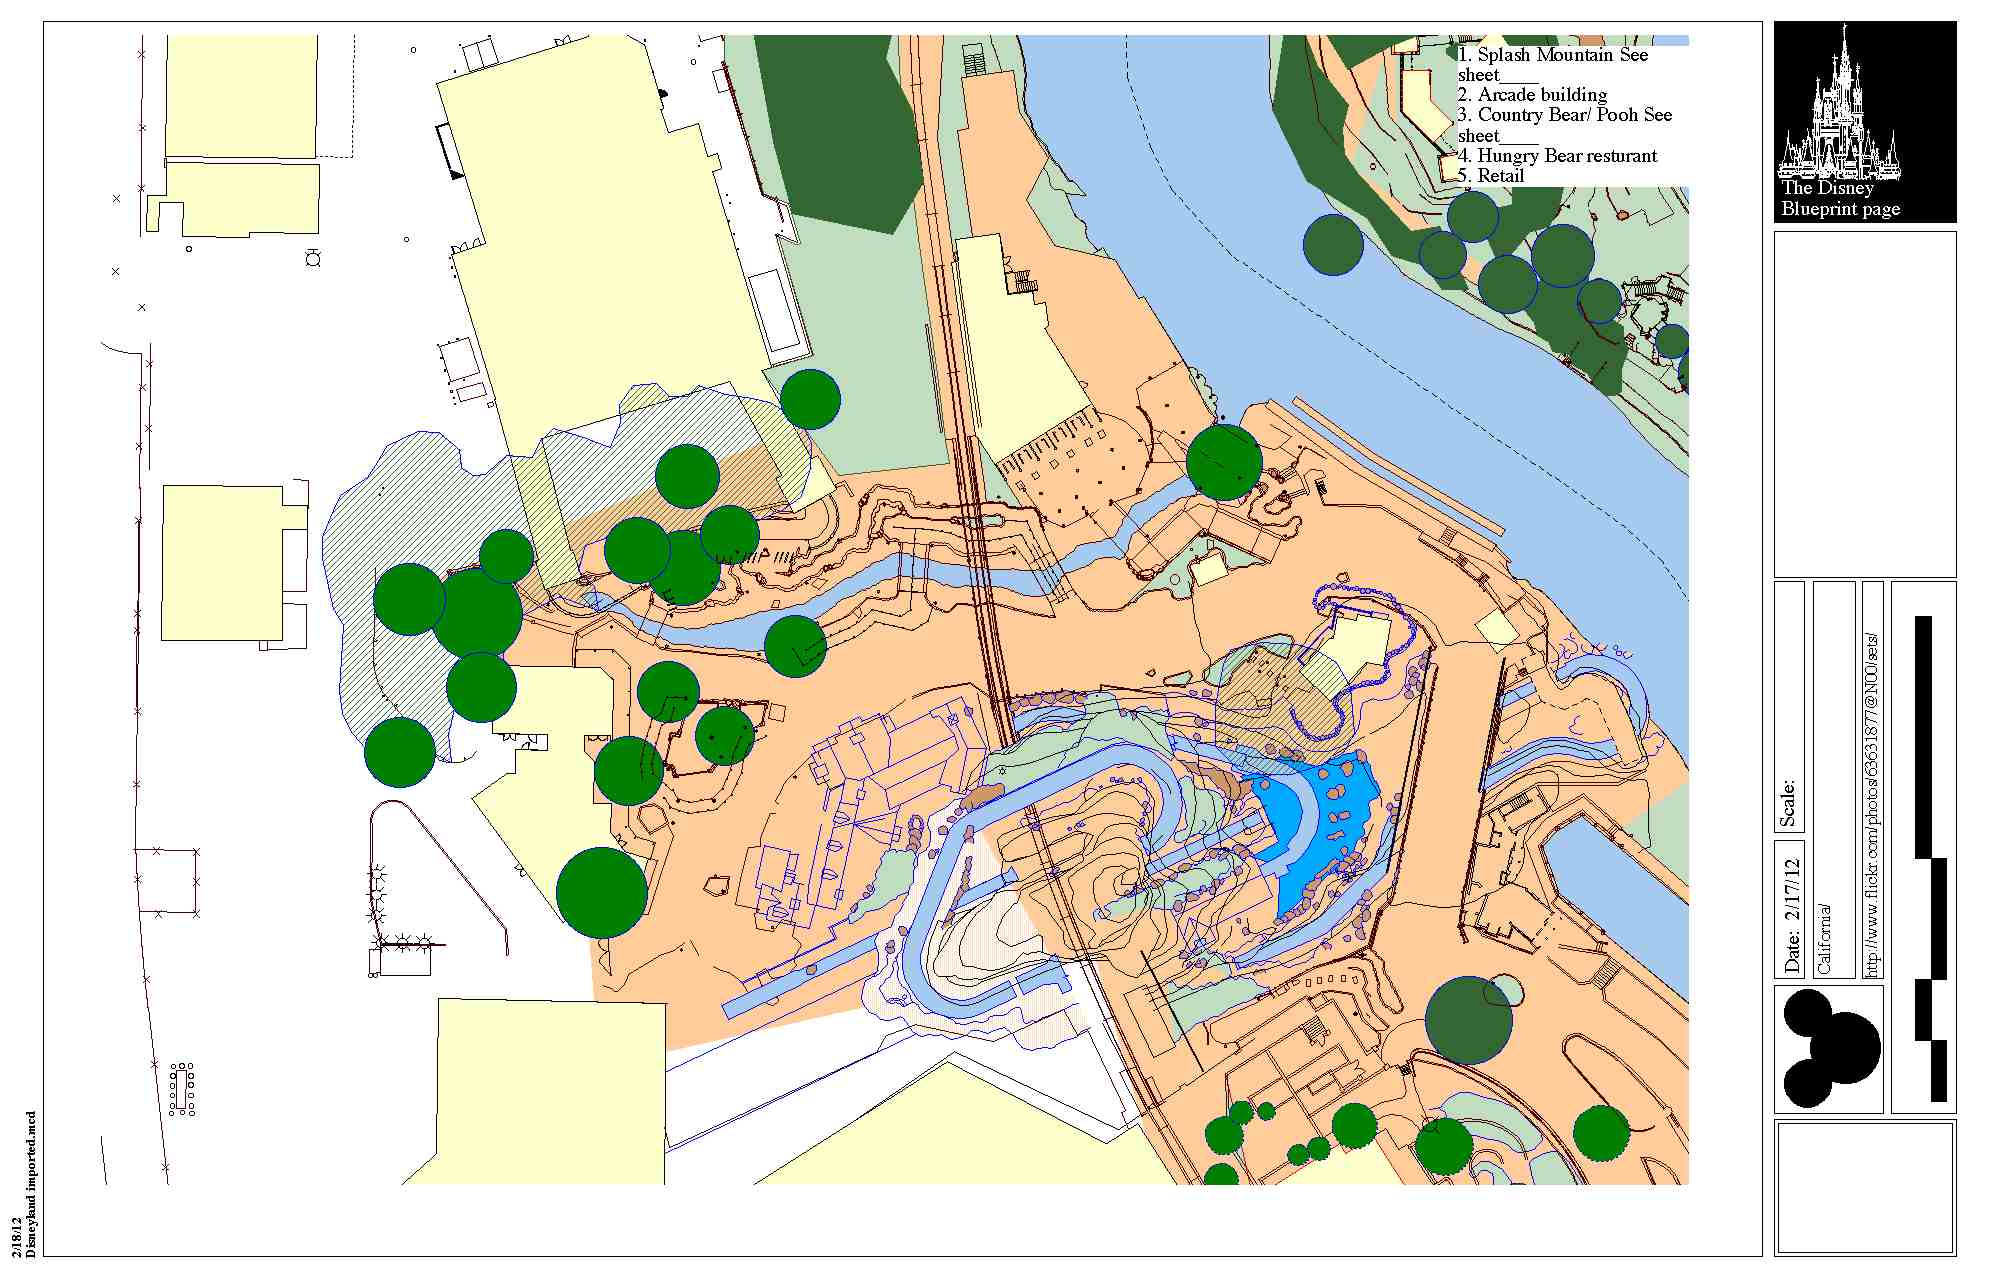 1. Splash Mountain See
sheet____
2. Arcade building
3. Country Bear/ Pooh See
sheet____
4. Hungry Bear resturant
5. Retail
The Disney
Blueprint page
Scale:
Date: 2/17/12
California/
http://www.flickr.com/photos/63631877@N00/sets/
2/18/12
Disneyland imported.mcd